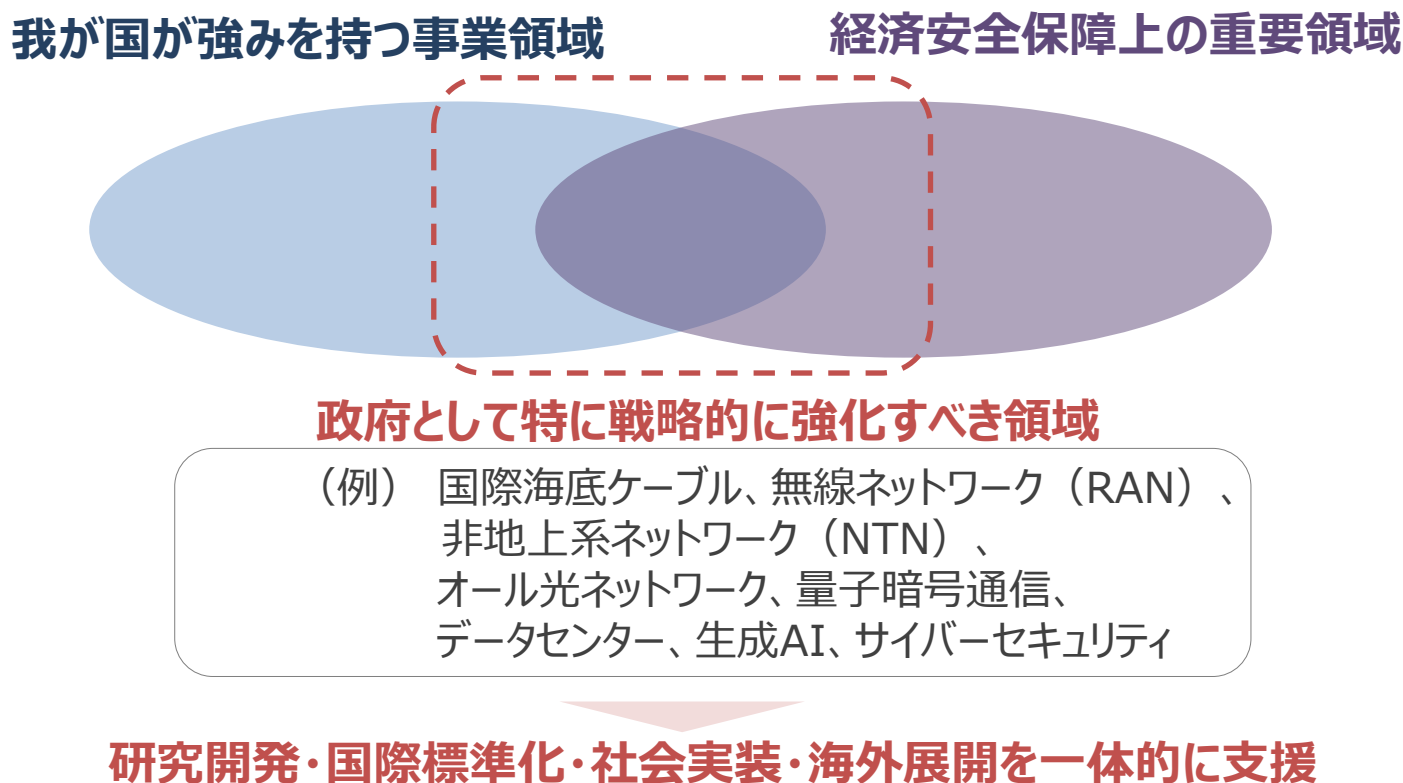 我が国が強みを持つ事業領域
経済安全保障上の重要領域
政府として特に戦略的に強化すべき領域
（例） 国際海底ケーブル、無線ネットワーク（RAN）、
非地上系ネットワーク（NTN）、
オール光ネットワーク、量子暗号通信、
データセンター、生成AI、サイバーセキュリティ
研究開発・国際標準化・社会実装・海外展開を一体的に支援